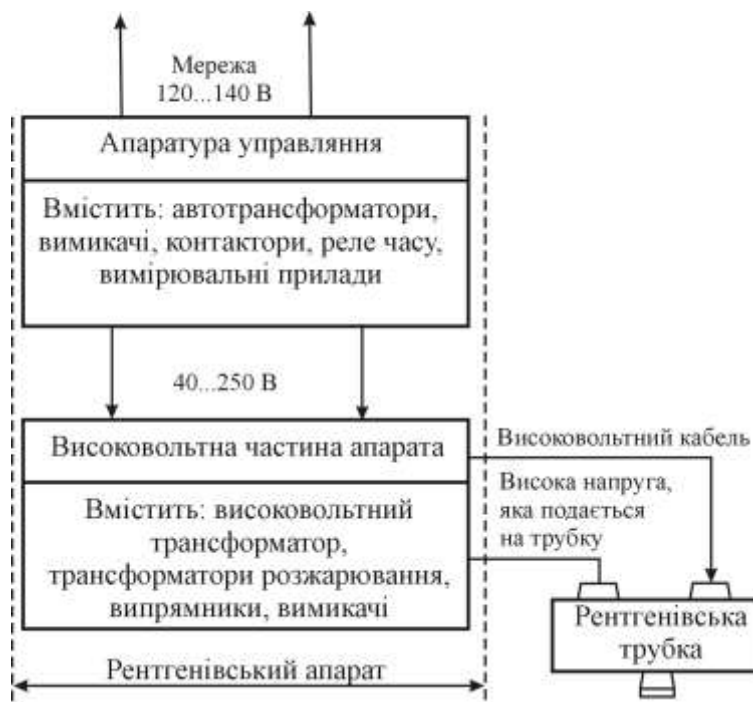 Мережа
120...140 В
Апаратура управляння
Вмістить: автотрансформатори,
вимикачі, контактори, реле часу,
вимірювальні прилади
40...250 В
Високовольтна частина апарата
Вмістить: високовольтний
трансформатор,
трансформатори розжарювання,
випрямники, вимикачі
Високовольтний кабель
Висока напруга,
яка подається
на трубку
Рентгенівська
трубка
Рентгенівський апарат